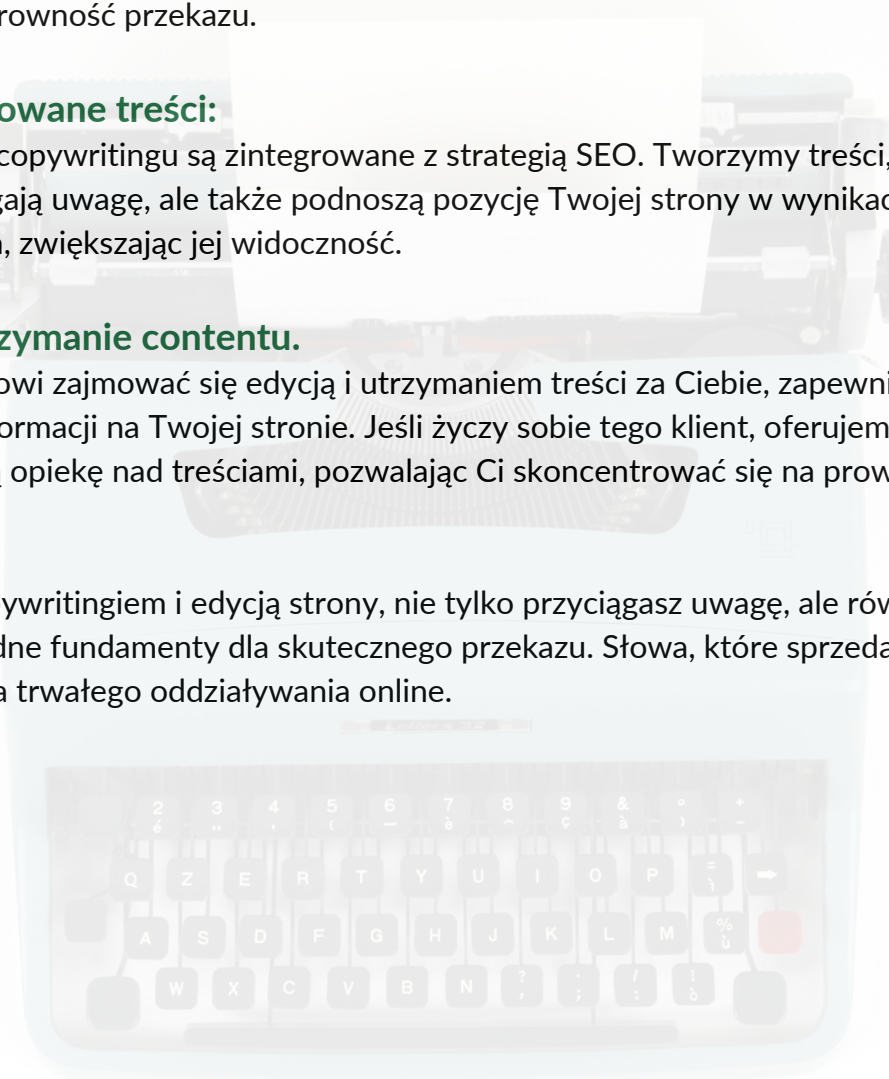 rowność przekazu.
owane treści:
copywritingu są zintegrowane z strategią SEO. Tworzymy treści,
gają uwagę, ale także podnoszą pozycję Twojej strony w wynikac
, zwiększając jej widoczność.
zymanie contentu.
owi zajmować się edycją i utrzymaniem treści za Ciebie, zapewni
ormacji na Twojej stronie. Jeśli życzy sobie tego klient, oferujem
opiekę nad treściami, pozwalając Ci skoncentrować się na prow
ywritingiem i edycją strony, nie tylko przyciągasz uwagę, ale rów
dne fundamenty dla skutecznego przekazu. Słowa, które sprzeda
a trwałego oddziaływania online.
2 3 4 5 6 7 8 9 & ° +
é " ' ( — è ^ ç à ) –
Q Z E R T Y U I O P =
A S D F G H J K L M %
ù
W X C V B N ? . / !
, ; :